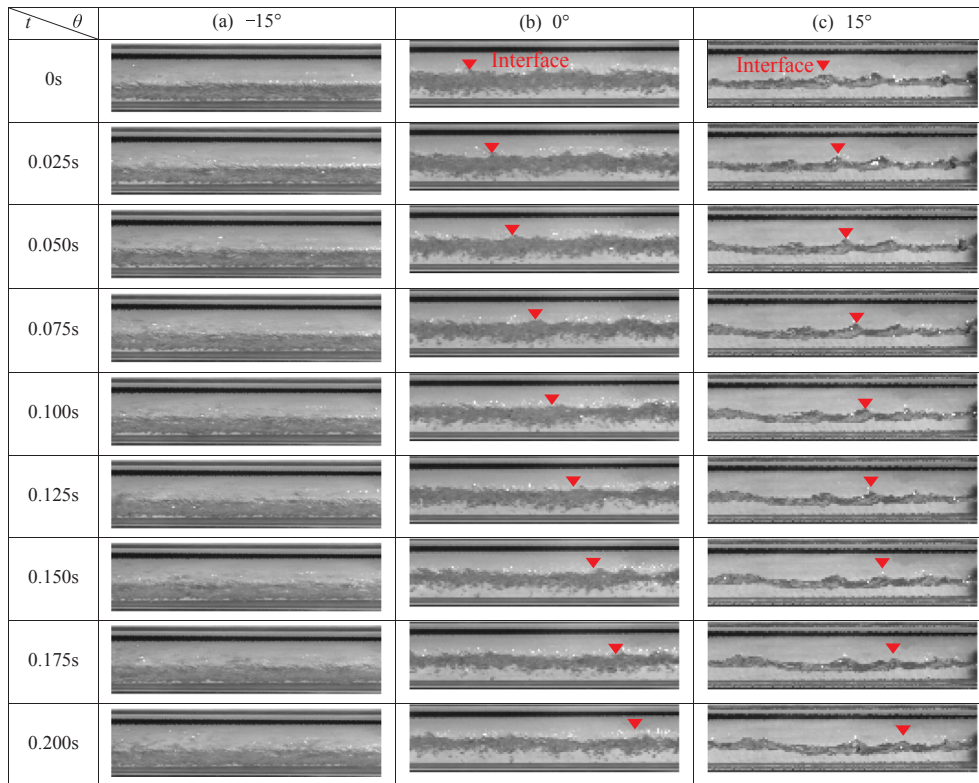 t θ (a) −15° (b) 0° (c) 15°
0s Interface Interface
0.025s
0.050s
0.075s
0.100s
0.125s
0.150s
0.175s
0.200s